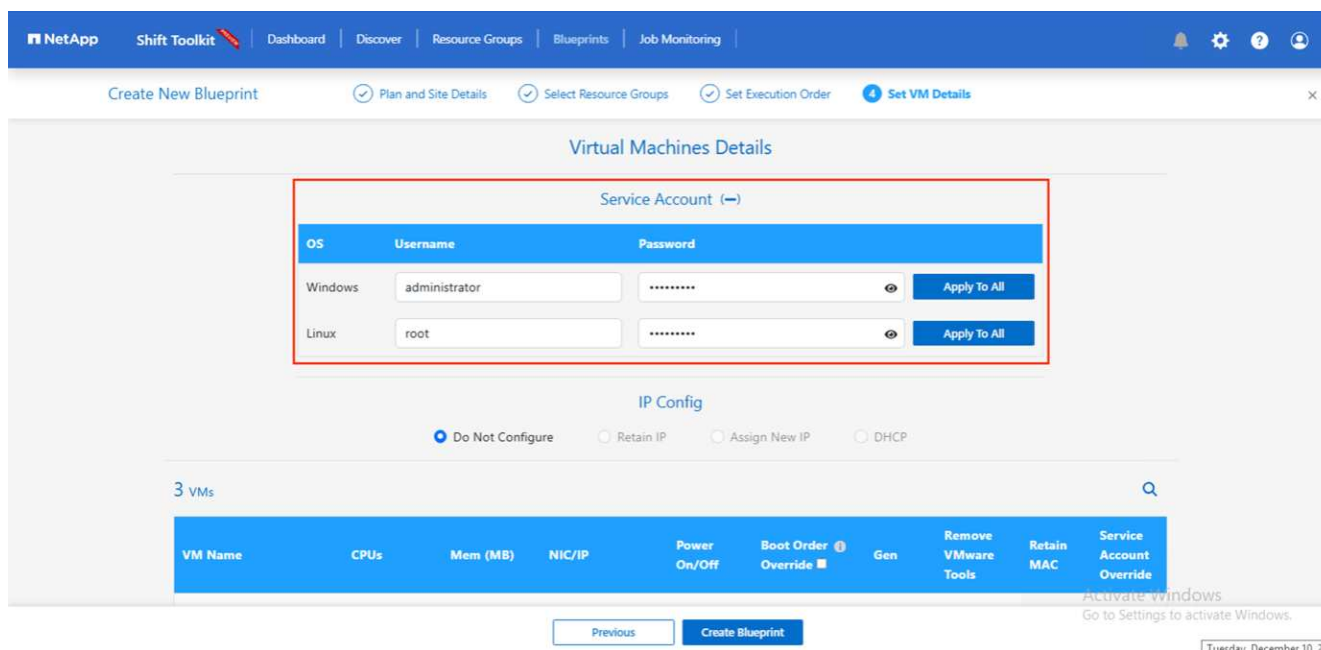 NetApp Shift Toolkit Dashboard Discover Resource Groups Blueprints Job Monitoring
Create New Blueprint Plan and Site Details Select Resource Groups Set Execution Order 4 Set VM Details
Virtual Machines Details
Service Account (—)
OS Username Password
Windows administrator ••••••••• Apply To All
Linux root ••••••••• Apply To All
IP Config
Do Not Configure Retain IP Assign New IP DHCP
3 VMs
VM Name CPUs Mem (MB) NIC/IP Power On/Off Boot Order Override Gen Remove VMware Tools Retain MAC Service Account Override
Activate Windows
Go to Settings to activate Windows.
Previous Create Blueprint
Tuesday, December 10, 2